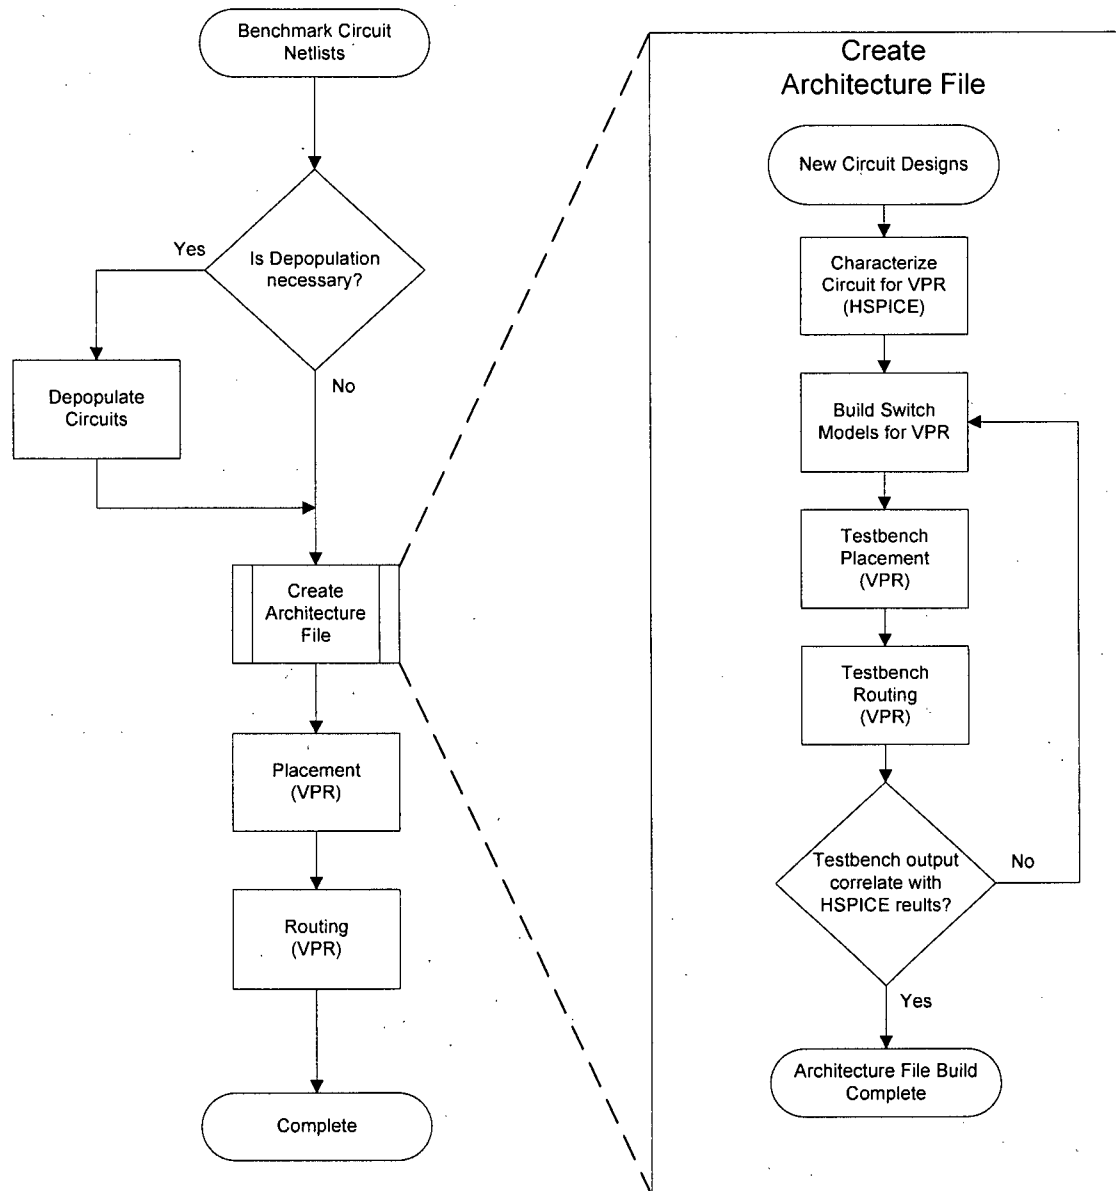 Benchmark Circuit
Netlists
Is Depopulation
necessary?
Yes
No
Depopulate
Circuits
Create
Architecture
File
Placement
(VPR)
Routing
(VPR)
Complete
Create
Architecture File
New Circuit Designs
Characterize
Circuit for VPR
(HSPICE)
Build Switch
Models for VPR
Testbench
Placement
(VPR)
Testbench
Routing
(VPR)
Testbench output
correlate with
HSPICE reults?
No
Yes
Architecture File Build
Complete